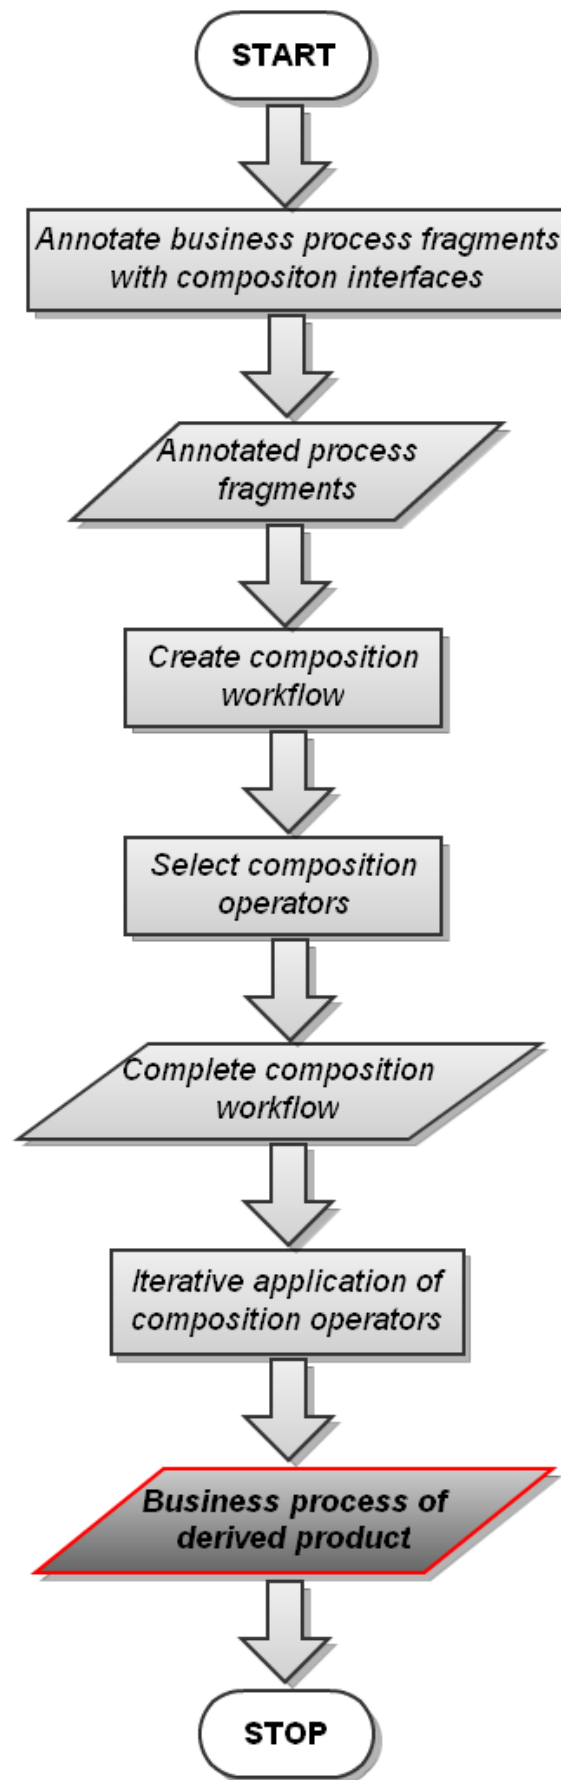 START
Annotate business process fragments
with compositon interfaces
Annotated process
fragments
Create composition
workflow
Select composition
operators
Complete composition
workflow
Iterative application of
composition operators
Business process of
derived product
STOP